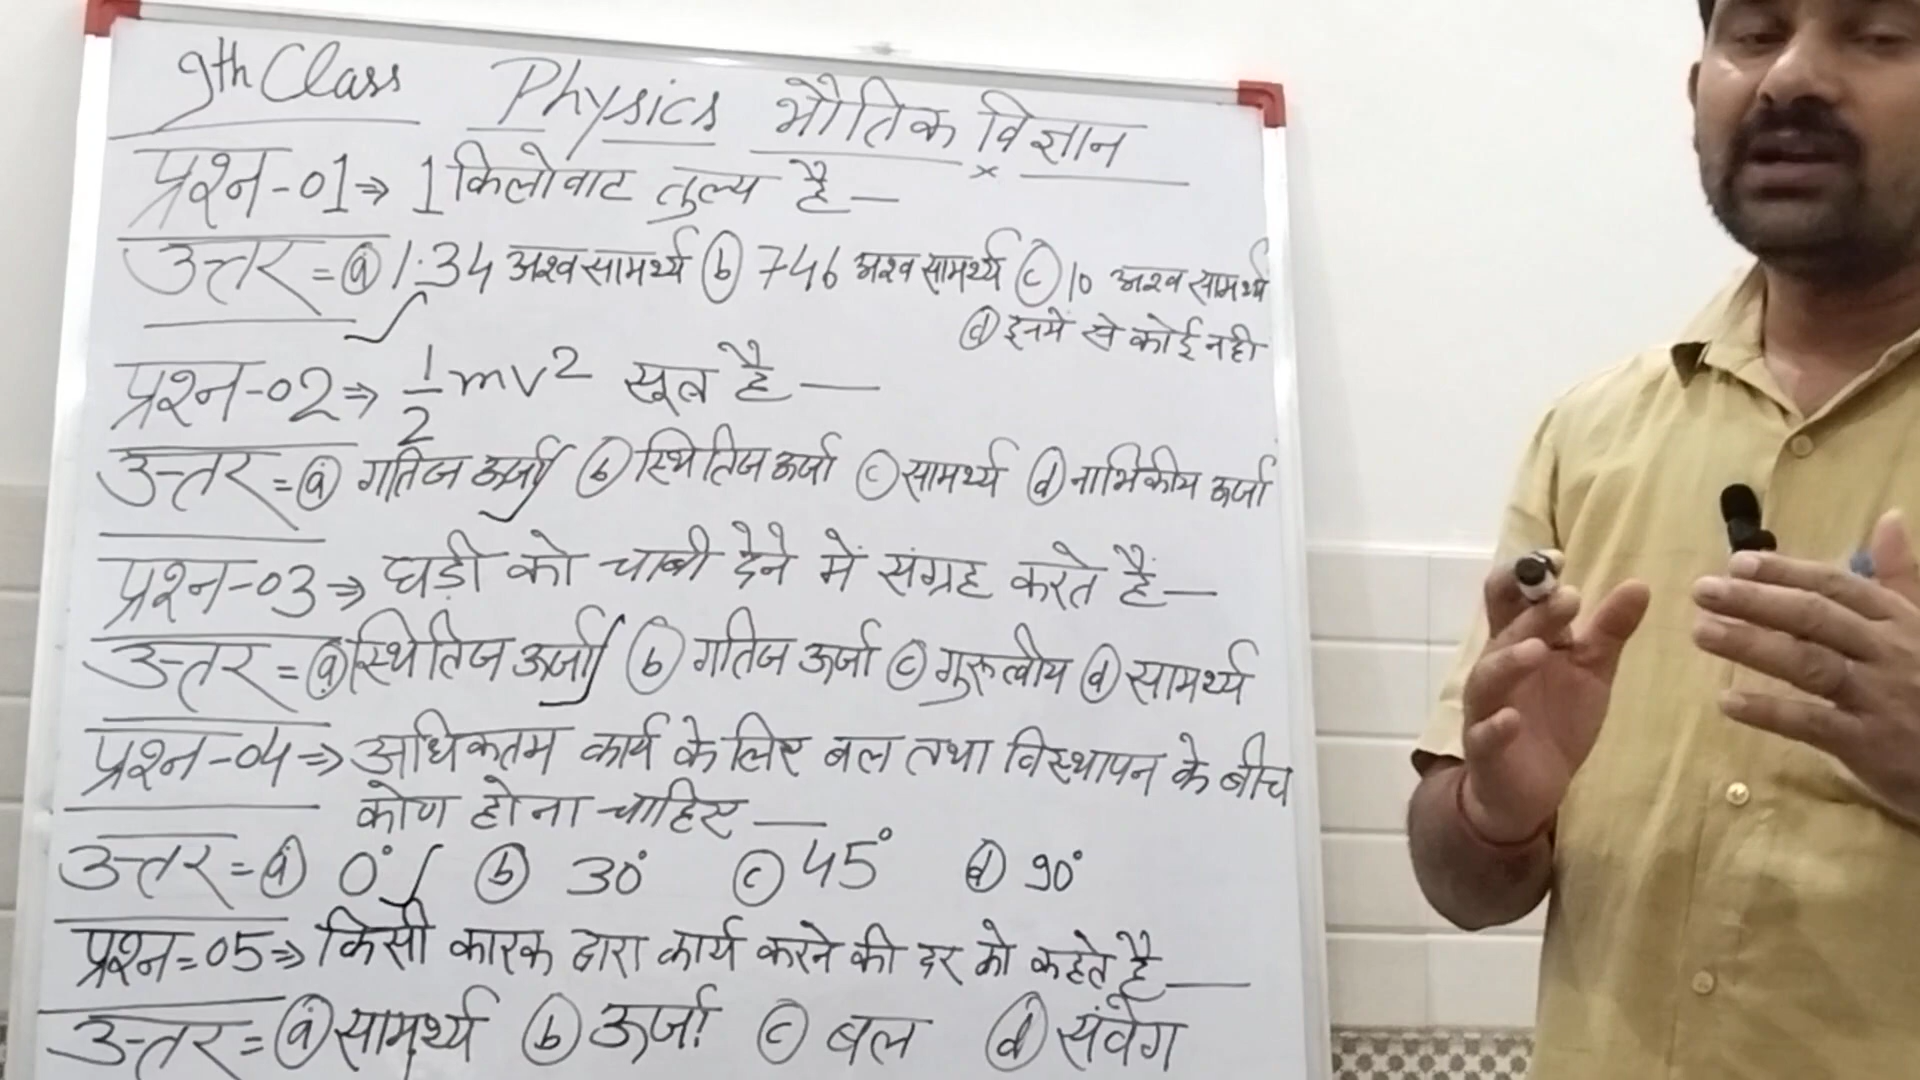 9th Class Physics भौतिक विज्ञान
प्रश्न-01⇒ 1 किलोवाट तुल्य है—
उत्तर=ⓐ 1.34 अश्व सामर्थ्य ⓑ 746 अश्व सामर्थ्य ⓒ 10 अश्व सामर्थ्य
ⓓ इनमें से कोई नही
प्रश्न-02⇒ 1/2 mv² सूत्र है—
उत्तर=ⓐ गतिज ऊर्जा ⓑ स्थितिज ऊर्जा ⓒ सामर्थ्य ⓓ नाभिकीय ऊर्जा
प्रश्न-03⇒ घड़ी को चाबी देने में संग्रह करते हैं—
उत्तर=ⓐ स्थितिज ऊर्जा ⓑ गतिज ऊर्जा ⓒ गुरुत्वीय ⓓ सामर्थ्य
प्रश्न-04⇒ अधिकतम कार्य के लिए बल तथा विस्थापन के बीच
कोण होना चाहिए—
उत्तर=ⓐ 0° ⓑ 30° ⓒ 45° ⓓ 90°
प्रश्न=05⇒ किसी कारक द्वारा कार्य करने की दर को कहते है—
उत्तर=ⓐ सामर्थ्य ⓑ ऊर्जा ⓒ बल ⓓ संवेग